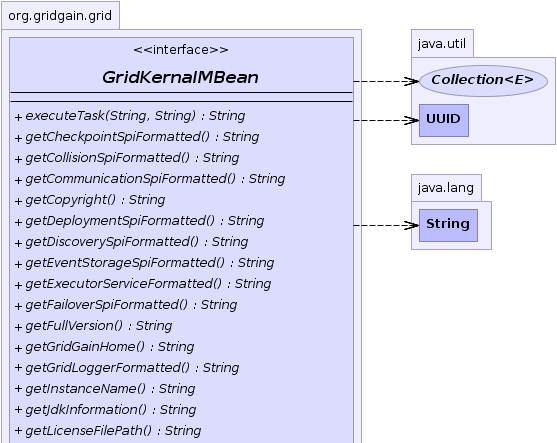 org.gridgain.grid
<<interface>>
GridKernalMBean
+ executeTask(String, String) : String
+ getCheckpointSpiFormatted() : String
+ getCollisionSpiFormatted() : String
+ getCommunicationSpiFormatted() : String
+ getCopyright() : String
+ getDeploymentSpiFormatted() : String
+ getDiscoverySpiFormatted() : String
+ getEventStorageSpiFormatted() : String
+ getExecutorServiceFormatted() : String
+ getFailoverSpiFormatted() : String
+ getFullVersion() : String
+ getGridGainHome() : String
+ getGridLoggerFormatted() : String
+ getInstanceName() : String
+ getJdkInformation() : String
+ getLicenseFilePath() : String
java.util
Collection<E>
UUID
java.lang
String